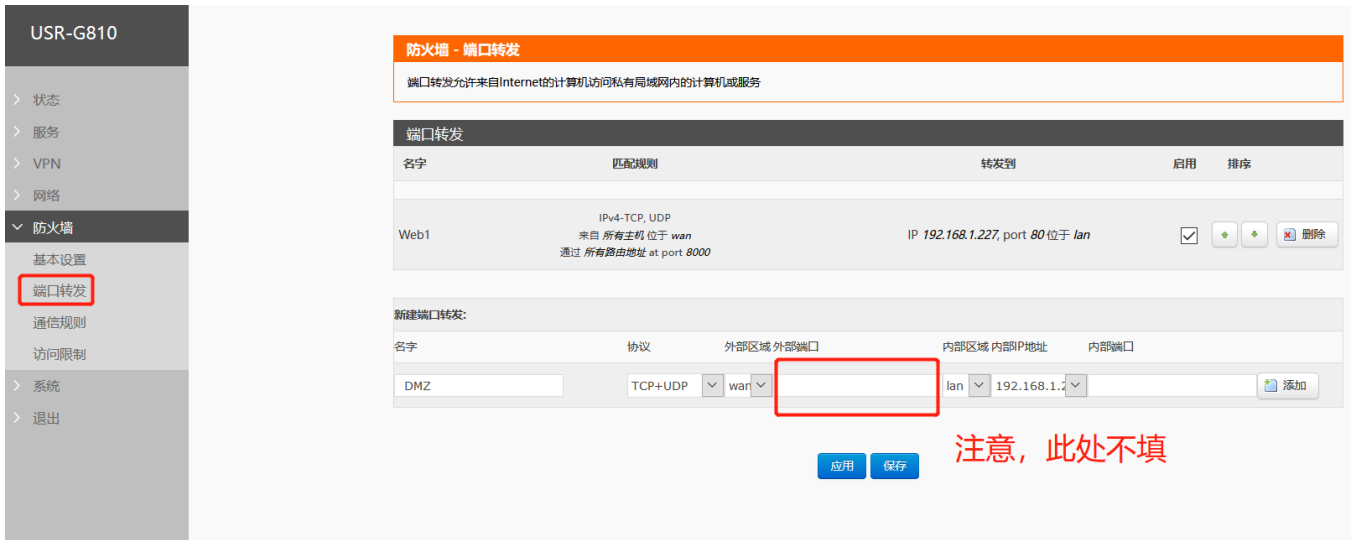 USR-G810
状态
服务
VPN
网络
防火墙
基本设置
端口转发
通信规则
访问限制
系统
退出
防火墙 - 端口转发
端口转发允许来自Internet的计算机访问私有局域网内的计算机或服务
端口转发
名字 匹配规则 转发到 启用 排序
IPv4-TCP, UDP
Web1 来自 所有主机 位于 wan IP 192.168.1.227, port 80 位于 lan 删除
通过 所有路由地址 at port 8000
新建端口转发:
名字 协议 外部区域 外部端口 内部区域 内部IP地址 内部端口
DMZ TCP+UDP wan lan 192.168.1.2 添加
注意，此处不填
应用 保存